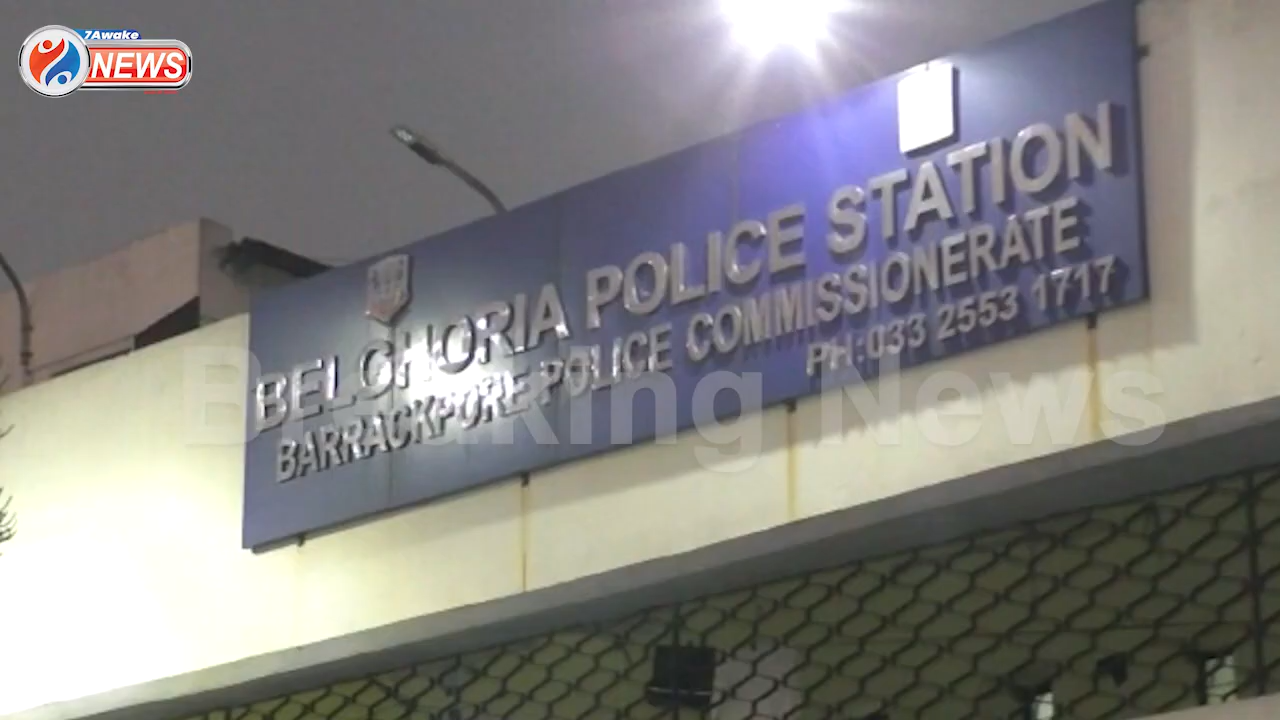 7Awake
NEWS
BELGHORIA POLICE STATION
BARRACKPORE POLICE COMMISSIONERATE
PH:033 2553 1717
Breaking News